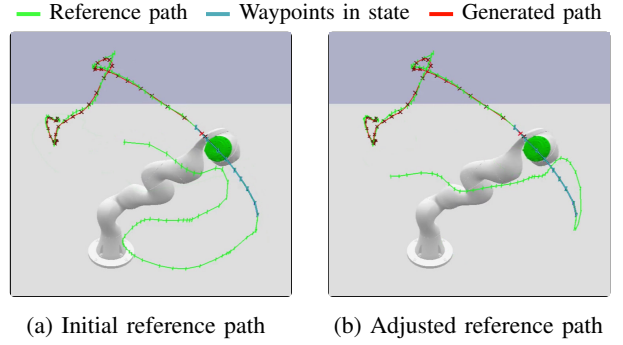 Reference path Waypoints in state Generated path
(a) Initial reference path (b) Adjusted reference path